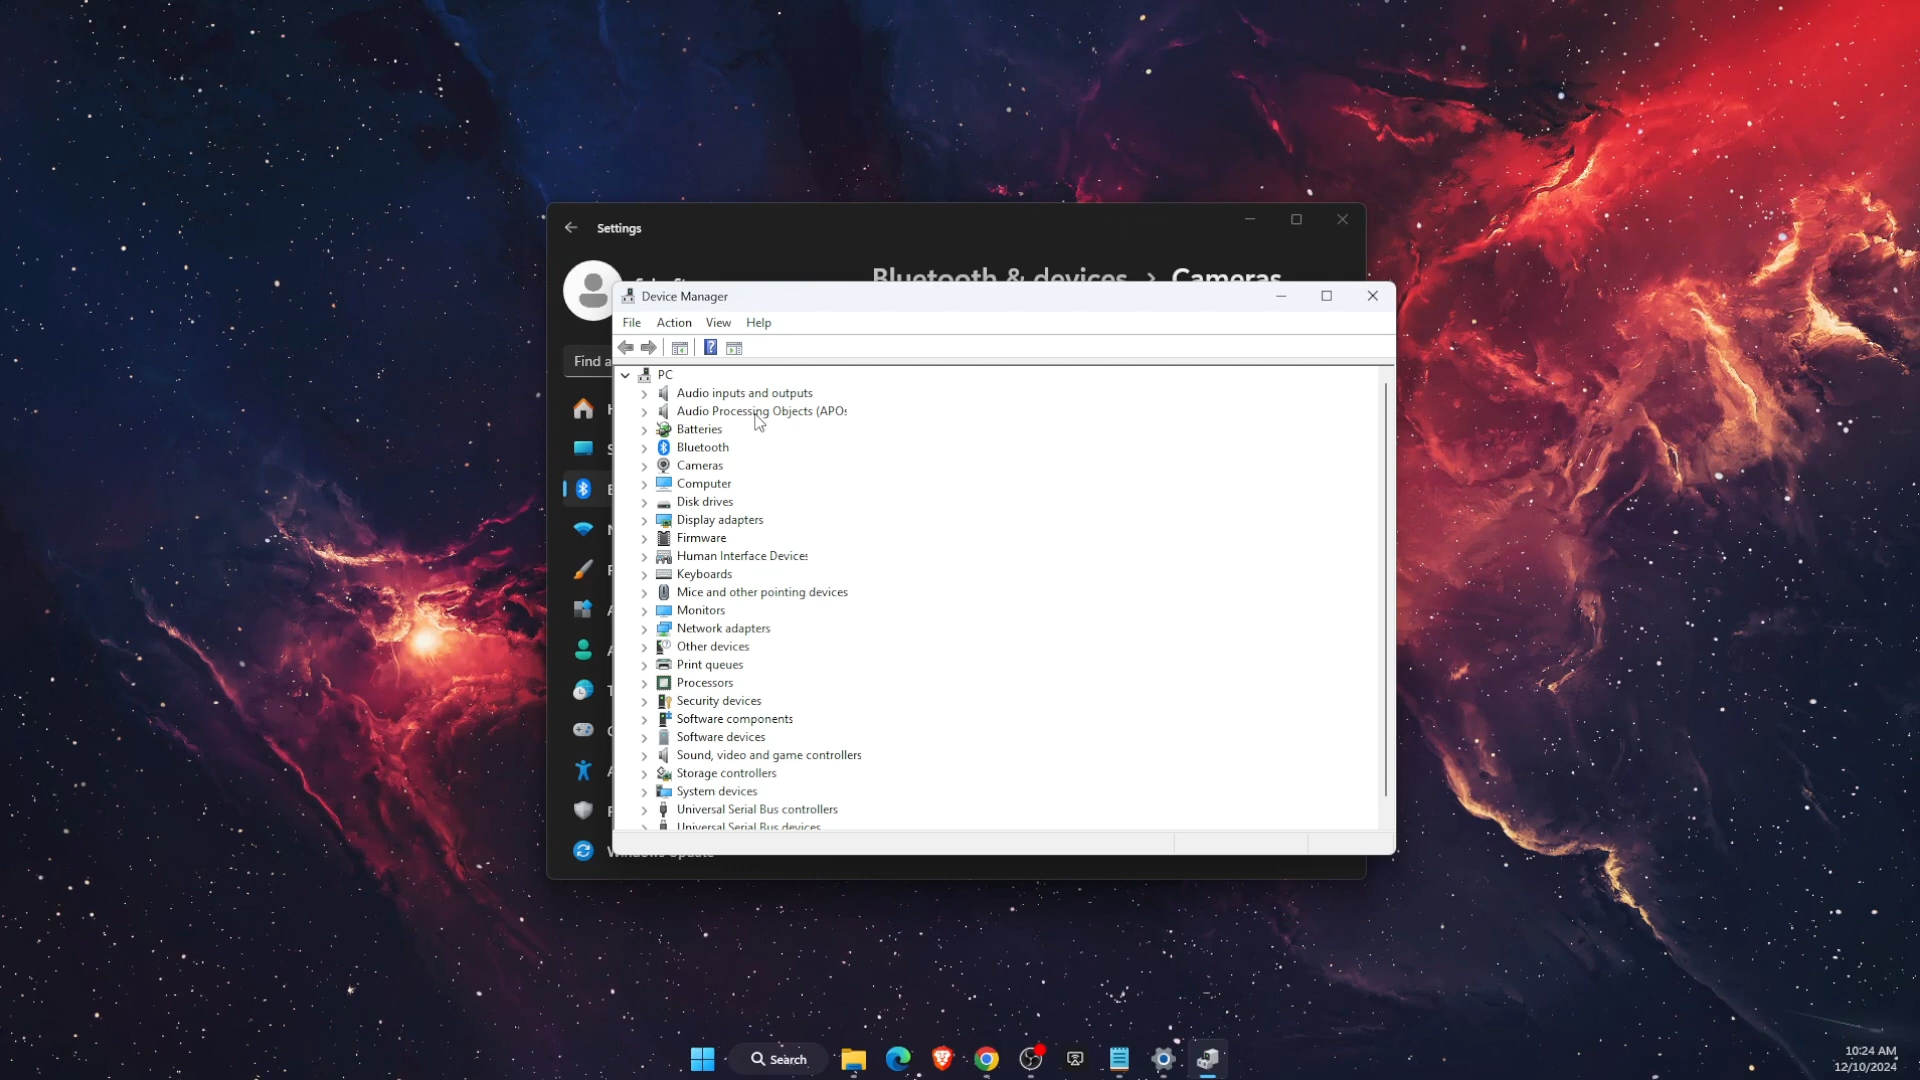 Settings
Bluetooth & devices › Cameras
Device Manager
File Action View Help
Find a
PC
Audio inputs and outputs
Audio Processing Objects (APOs
Batteries
Bluetooth
Cameras
Computer
Disk drives
Display adapters
Firmware
Human Interface Devices
Keyboards
Mice and other pointing devices
Monitors
Network adapters
Other devices
Print queues
Processors
Security devices
Software components
Software devices
Sound, video and game controllers
Storage controllers
System devices
Universal Serial Bus controllers
Universal Serial Bus devices
Windows Update
Search
10:24 AM
12/10/2024